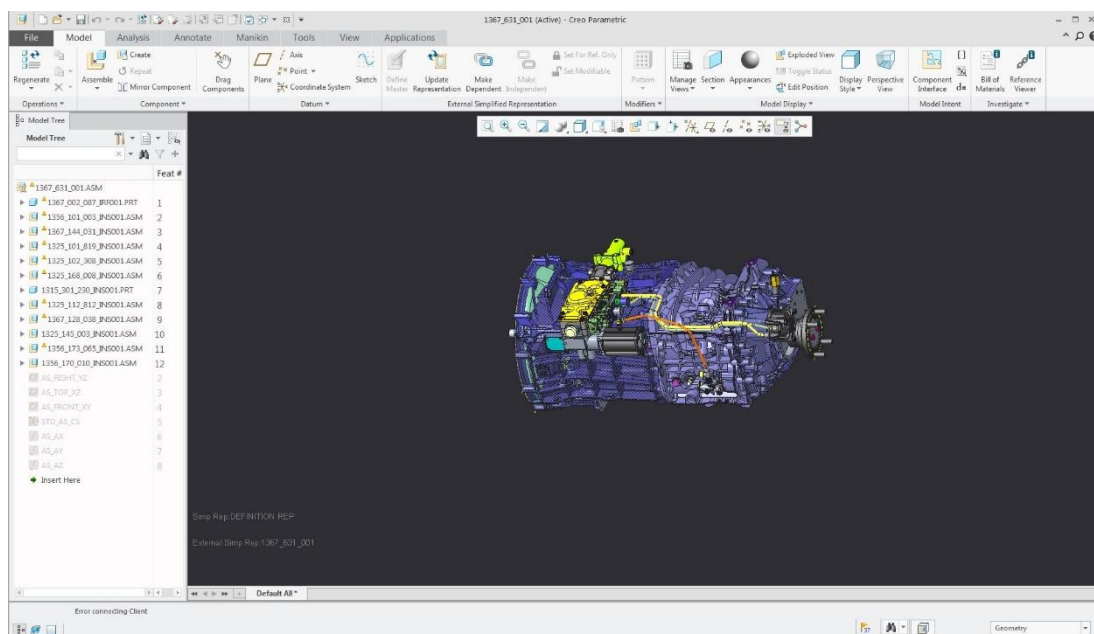 1367_631_001 (Active) - Creo Parametric
File Model Analysis Annotate Manikin Tools View Applications
Regenerate
Operations
Assemble
Create
Repeat
Mirror Component
Drag Components
Component
Plane
Axis
Point
Coordinate System
Sketch
Datum
Define Master
Update Representation
Make Dependent
Make Independent
Set For Ref. Only
Set Modifiable
External Simplified Representation
Pattern
Modifiers
Manage Views
Section
Appearances
Exploded View
Toggle Status
Edit Position
Display Style
Perspective View
Model Display
Component Interface
d=
Model Intent
Bill of Materials
Reference Viewer
Investigate
Model Tree
Model Tree
Feat #
1367_631_001.ASM
1367_002_087_IRF001.PRT 1
1356_101_003_INS001.ASM 2
1367_144_031_INS001.ASM 3
1325_101_819_INS001.ASM 4
1325_102_308_INS001.ASM 5
1325_168_008_INS001.ASM 6
1315_301_230_INS001.PRT 7
1325_112_812_INS001.ASM 8
1367_128_038_INS001.ASM 9
1325_145_003_INS001.ASM 10
1356_173_065_INS001.ASM 11
1356_170_010_INS001.ASM 12
AS_RIGHT_YZ 2
AS_TOP_XZ 3
AS_FRONT_XY 4
STD_AS_CS 5
AS_AX 6
AS_AY 7
AS_AZ 8
Insert Here
Simp Rep:DEFINITION REP
External Simp Rep:1367_631_001
Default All *
Error connecting Client
37
Geometry